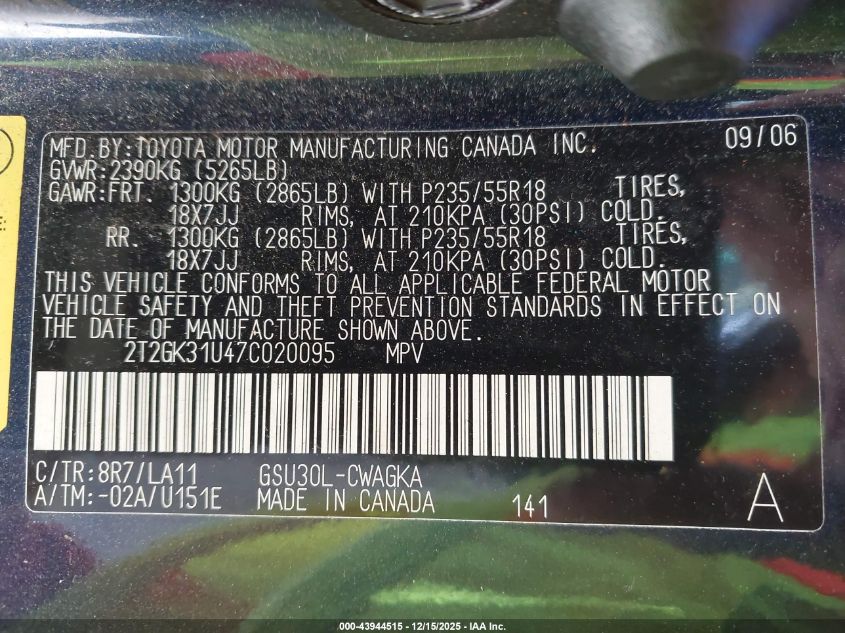 MFD. BY: TOYOTA MOTOR MANUFACTURING CANADA INC. 09/06
GVWR: 2390KG (5265LB)
GAWR: FRT. 1300KG (2865LB) WITH P235/55R18 TIRES,
18X7JJ RIMS, AT 210KPA (30PSI) COLD.
RR. 1300KG (2865LB) WITH P235/55R18 TIRES,
18X7JJ RIMS, AT 210KPA (30PSI) COLD.
THIS VEHICLE CONFORMS TO ALL APPLICABLE FEDERAL MOTOR
VEHICLE SAFETY AND THEFT PREVENTION STANDARDS IN EFFECT ON
THE DATE OF MANUFACTURE SHOWN ABOVE.
2T2GK31U47C020095 MPV
C/TR: 8R7/LA11 GSU30L-CWAGKA
A/TM: -02A/U151E MADE IN CANADA 141 A
E:
000-43944515 - 12/15/2025 - IAA Inc.